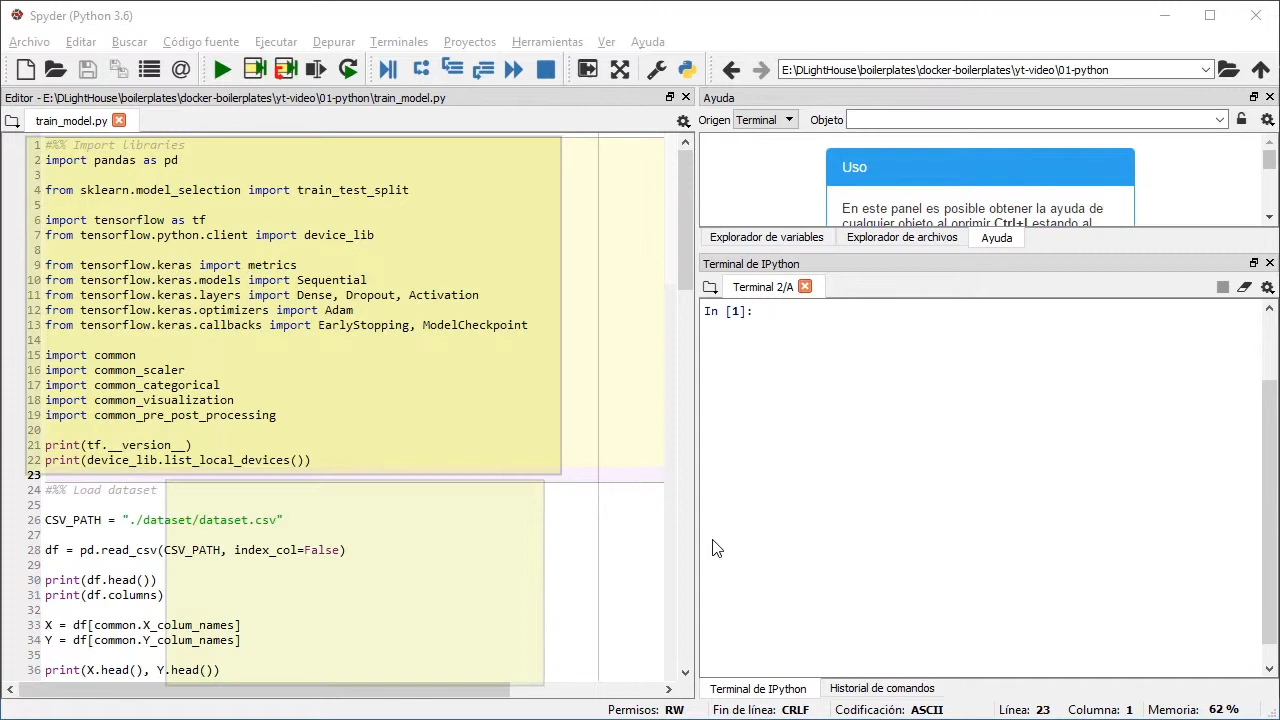 Spyder (Python 3.6)
Archivo Editar Buscar Código fuente Ejecutar Depurar Terminales Proyectos Herramientas Ver Ayuda
E:\DLightHouse\boilerplates\docker-boilerplates\yt-video\01-python
Editor - E:\DLightHouse\boilerplates\docker-boilerplates\yt-video\01-python\train_model.py
train_model.py
1 #%% Import libraries
2 import pandas as pd
3
4 from sklearn.model_selection import train_test_split
5
6 import tensorflow as tf
7 from tensorflow.python.client import device_lib
8
9 from tensorflow.keras import metrics
10 from tensorflow.keras.models import Sequential
11 from tensorflow.keras.layers import Dense, Dropout, Activation
12 from tensorflow.keras.optimizers import Adam
13 from tensorflow.keras.callbacks import EarlyStopping, ModelCheckpoint
14
15 import common
16 import common_scaler
17 import common_categorical
18 import common_visualization
19 import common_pre_post_processing
20
21 print(tf.__version__)
22 print(device_lib.list_local_devices())
23
24 #%% Load dataset
25
26 CSV_PATH = "./dataset/dataset.csv"
27
28 df = pd.read_csv(CSV_PATH, index_col=False)
29
30 print(df.head())
31 print(df.columns)
32
33 X = df[common.X_colum_names]
34 Y = df[common.Y_colum_names]
35
36 print(X.head(), Y.head())
Ayuda
Origen Terminal Objeto
Uso
En este panel es posible obtener la ayuda de
cualquier objeto al oprimir Ctrl+I estando al
Explorador de variables Explorador de archivos Ayuda
Terminal de IPython
Terminal 2/A
In [1]:
Terminal de IPython Historial de comandos
Permisos: RW Fin de línea: CRLF Codificación: ASCII Línea: 23 Columna: 1 Memoria: 62 %